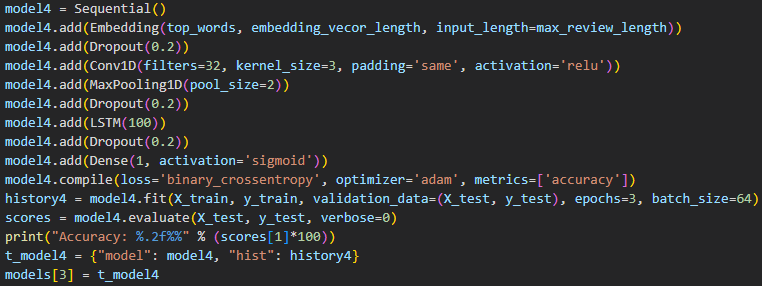 model4 = Sequential()
model4.add(Embedding(top_words, embedding_vecor_length, input_length=max_review_length))
model4.add(Dropout(0.2))
model4.add(Conv1D(filters=32, kernel_size=3, padding='same', activation='relu'))
model4.add(MaxPooling1D(pool_size=2))
model4.add(Dropout(0.2))
model4.add(LSTM(100))
model4.add(Dropout(0.2))
model4.add(Dense(1, activation='sigmoid'))
model4.compile(loss='binary_crossentropy', optimizer='adam', metrics=['accuracy'])
history4 = model4.fit(X_train, y_train, validation_data=(X_test, y_test), epochs=3, batch_size=64)
scores = model4.evaluate(X_test, y_test, verbose=0)
print("Accuracy: %.2f%%" % (scores[1]*100))
t_model4 = {"model": model4, "hist": history4}
models[3] = t_model4